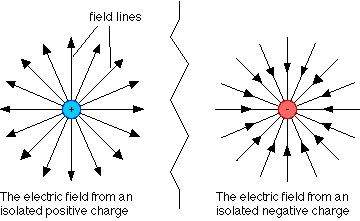 field lines
+
-
The electric field from an
isolated positive charge
The electric field from an
isolated negative charge